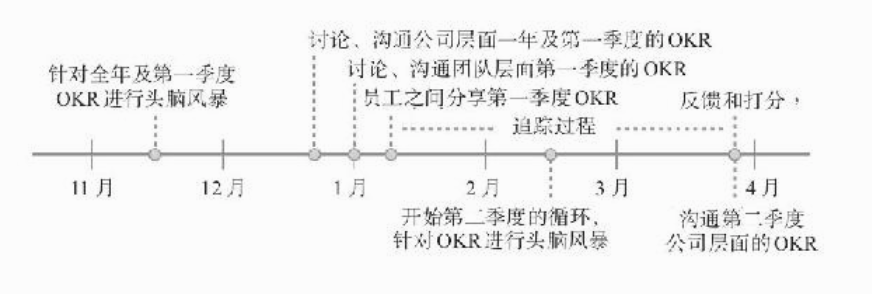 讨论、沟通公司层面一年及第一季度的OKR
针对全年及第一季度
OKR进行头脑风暴
讨论、沟通团队层面第一季度的OKR
员工之间分享第一季度OKR
反馈和打分，
追踪过程
11月
12月
1月
2月
3月
4月
开始第二季度的循环、
针对OKR进行头脑风暴
沟通第二季度
公司层面的OKR